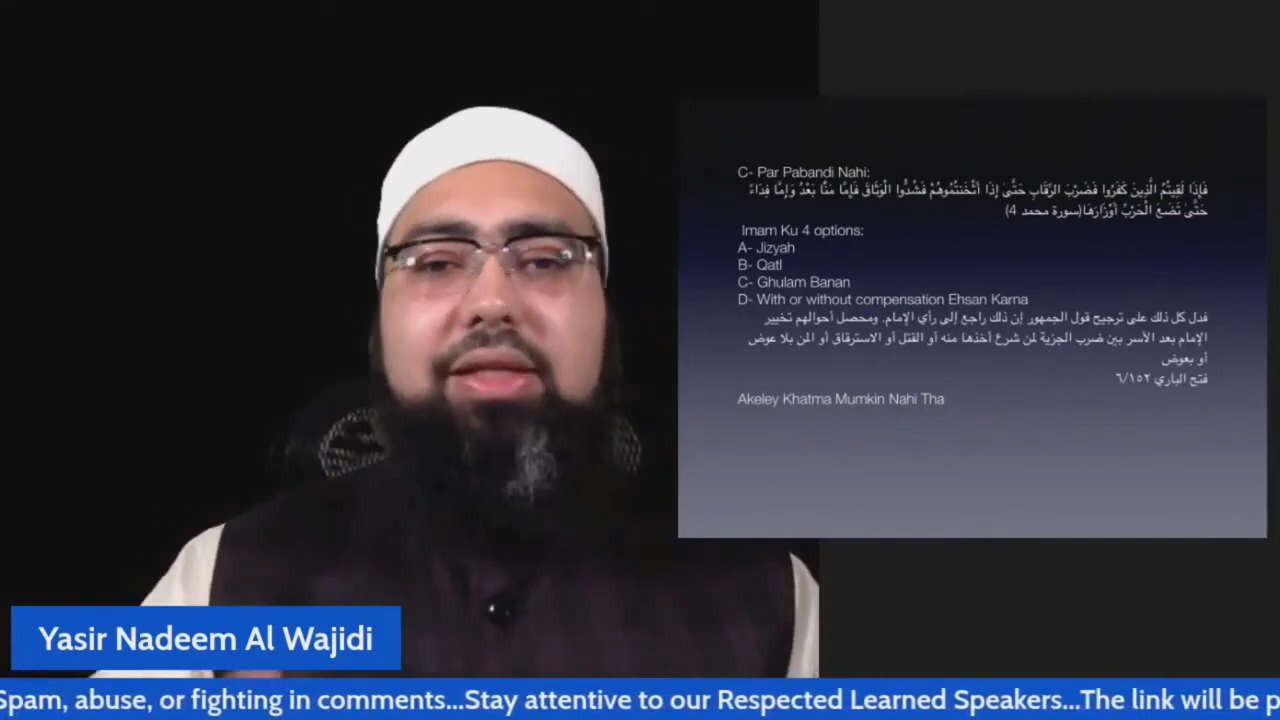 C- Par Pabandi Nahi:
فَإِذَا لَقِيتُمُ الَّذِينَ كَفَرُوا فَضَرْبَ الرِّقَابِ حَتَّىٰ إِذَا أَثْخَنتُمُوهُمْ فَشُدُّوا الْوَثَاقَ فَإِمَّا مَنًّا بَعْدُ وَإِمَّا فِدَاءً
حَتَّىٰ تَضَعَ الْحَرْبُ أَوْزَارَهَا(سورة محمد 4)
Imam Ku 4 options:
A- Jizyah
B- Qatl
C- Ghulam Banan
D- With or without compensation Ehsan Karna
فدل كل ذلك على ترجيح قول الجمهور إن ذلك راجع إلى رأي الإمام. ومحصل أحوالهم تخيير
الإمام بعد الأسر بين ضرب الجزية لمن شرع أخذها منه أو القتل أو الاسترقاق أو المن بلا عوض
أو بعوض
فتح الباري ٦/١٥٢
Akeley Khatma Mumkin Nahi Tha
Yasir Nadeem Al Wajidi
Spam, abuse, or fighting in comments...Stay attentive to our Respected Learned Speakers...The link will be p